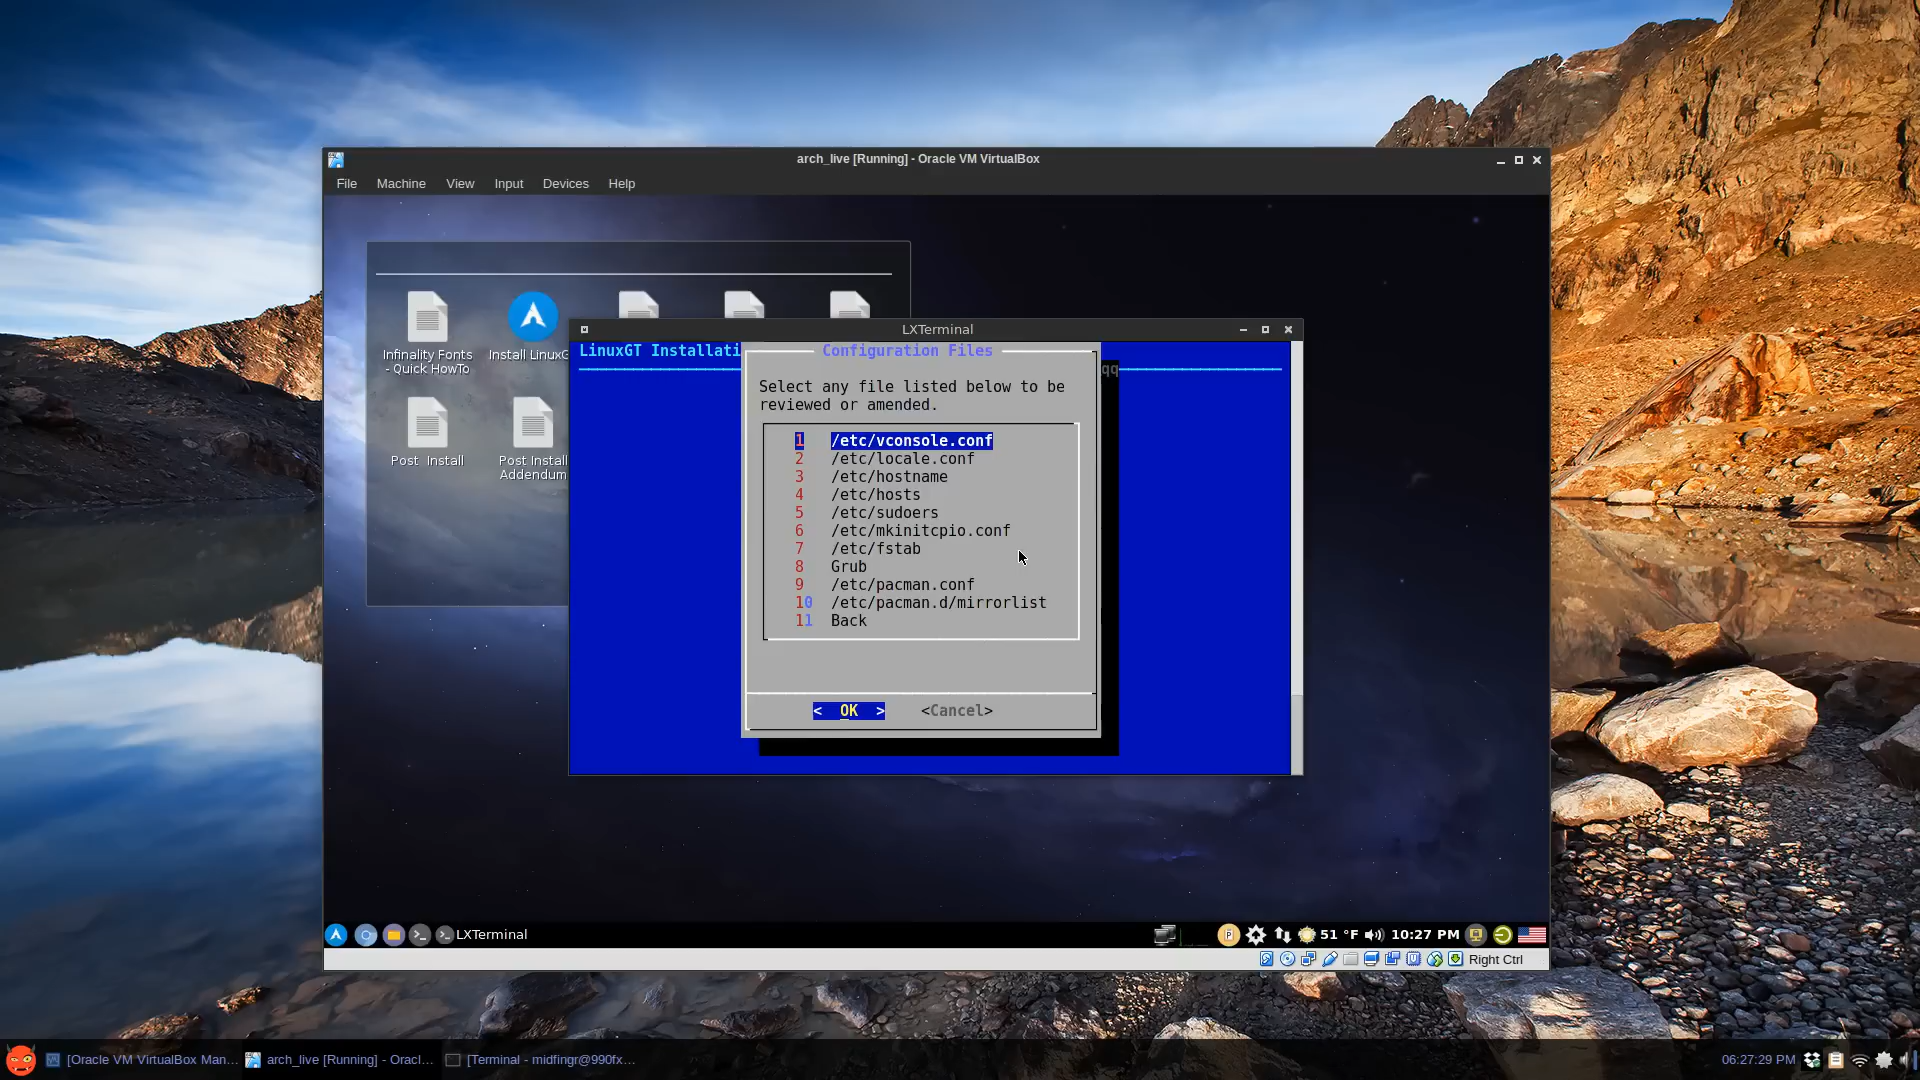 arch_live [Running] - Oracle VM VirtualBox
File Machine View Input Devices Help
Infinality Fonts
- Quick HowTo
Install LinuxG
Post Install
Post Install
Addendum
LXTerminal
LinuxGT Installati
qq
Configuration Files
Select any file listed below to be
reviewed or amended.
1 /etc/vconsole.conf
2 /etc/locale.conf
3 /etc/hostname
4 /etc/hosts
5 /etc/sudoers
6 /etc/mkinitcpio.conf
7 /etc/fstab
8 Grub
9 /etc/pacman.conf
10 /etc/pacman.d/mirrorlist
11 Back
< OK > <Cancel>
LXTerminal
51 °F 10:27 PM
Right Ctrl
[Oracle VM VirtualBox Man... arch_live [Running] - Oracl... [Terminal - midfingr@990fx... 06:27:29 PM